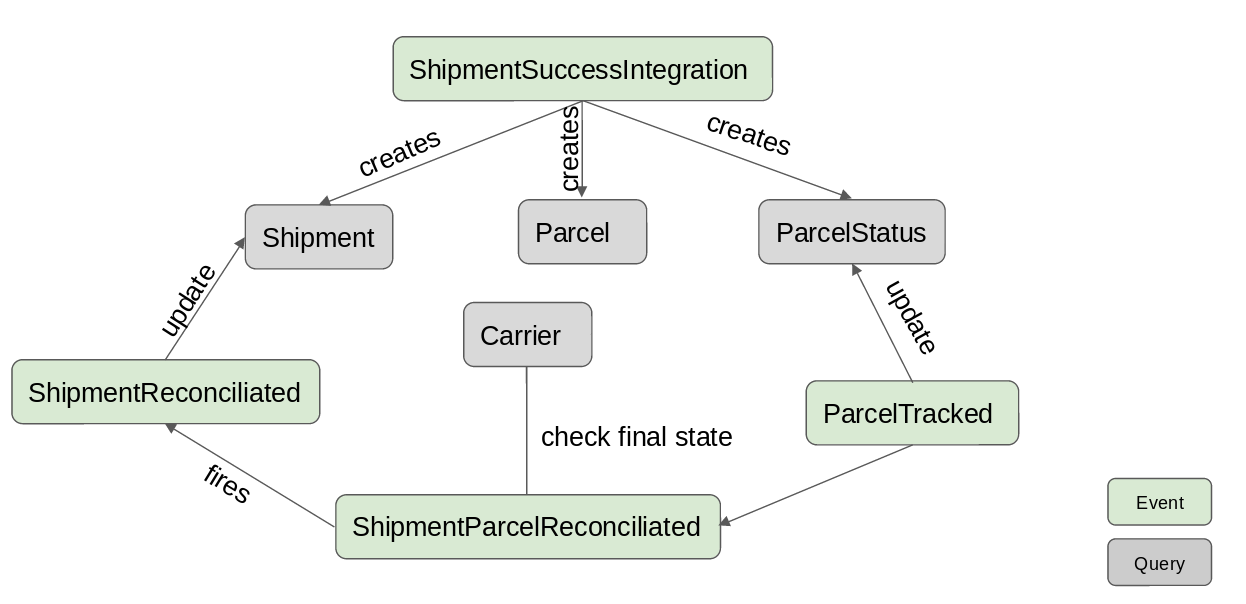 ShipmentSuccessIntegration
creates
creates
creates
Shipment
Parcel
ParcelStatus
update
Carrier
update
ShipmentReconciliated
ParcelTracked
check final state
fires
ShipmentParcelReconciliated
Event
Query